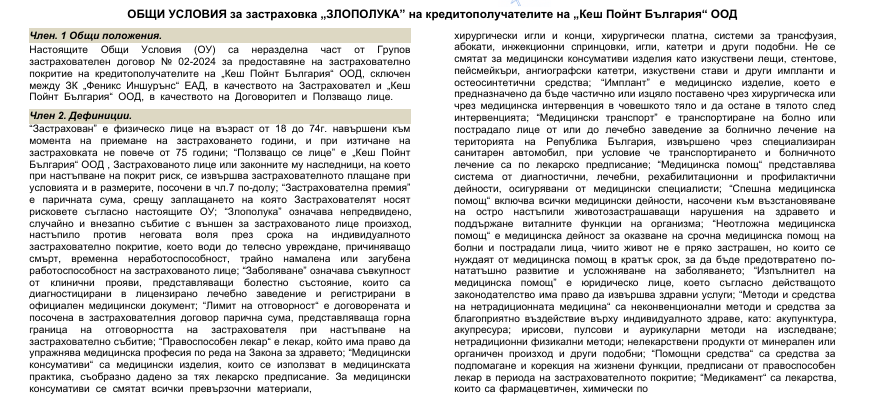 ОБЩИ УСЛОВИЯ за застраховка „ЗЛОПОЛУКА” на кредитополучателите на „Кеш Пойнт България“ ООД
Член. 1 Общи положения.
Настоящите Общи Условия (ОУ) са неразделна част от Групов
застрахователен договор № 02-2024 за предоставяне на застрахователно
покритие на кредитополучателите на „Кеш Пойнт България“ ООД, сключен
между ЗК „Феникс Иншурънс“ ЕАД, в качеството на Застраховател и „Кеш
Пойнт България“ ООД, в качеството на Договорител и Ползващо лице.
Член 2. Дефиниции.
“Застрахован” е физическо лице на възраст от 18 до 74г. навършени към
момента на приемане на застраховането години, и при изтичане на
застраховката не повече от 75 години; “Ползващо се лице” е „Кеш Пойнт
България“ ООД , Застрахованото лице или законните му наследници, на които
при настъпване на покрит риск, се извършва застрахователното плащане при
условията и в размерите, посочени в чл.7 по-долу; “Застрахователна премия”
е паричната сума, срещу заплащането на която Застрахователят носят
рисковете съгласно настоящите ОУ; “Злополука” означава непредвидено,
случайно и внезапно събитие с външен за застрахованото лице произход,
настъпило против неговата воля през срока на индивидуалното
застрахователно покритие, което води до телесно увреждане, причиняващо
смърт, временна неработоспособност, трайно намалена или загубена
работоспособност на застрахованото лице; “Заболяване” означава съвкупност
от клинични прояви, представляващи болестно състояние, които са
диагностицирани в лицензирано лечебно заведение и регистрирани в
официален медицински документ; “Лимит на отговорност” е договорената и
посочена в застрахователния договор парична сума, представляваща горна
граница на отговорността на застрахователя при настъпване на
застрахователно събитие; “Правоспособен лекар“ е лекар, който има право да
упражнява медицинска професия по реда на Закона за здравето; “Медицински
консумативи“ са медицински изделия, които се използват в медицинската
практика, съобразно дадено за тях лекарско предписание. За медицински
консумативи се смятат всички превързочни материали,
хирургически игли и конци, хирургически платна, системи за трансфузия,
абокати, инжекционни спринцовки, игли, катетри и други подобни. Не се
смятат за медицински консумативи изделия като изкуствени лещи, стентове,
пейсмейкъри, ангиографски катетри, изкуствени стави и други импланти и
остеосинтетични средства; “Имплант” е медицинско изделие, което е
предназначено да бъде частично или изцяло поставено чрез хирургическа или
чрез медицинска интервенция в човешкото тяло и да остане в тялото след
интервенцията; “Медицински транспорт” е транспортиране на болно или
пострадало лице от или до лечебно заведение за болнично лечение на
територията на Република България, извършено чрез специализиран
санитарен автомобил, при условие че транспортирането и болничното
лечение са по лекарско предписание; “Медицинска помощ” представлява
система от диагностични, лечебни, рехабилитационни и профилактични
дейности, осигурявани от медицински специалисти; “Спешна медицинска
помощ” включва всички медицински дейности, насочени към възстановяване
на остро настъпили животозастрашаващи нарушения на здравето и
поддържане виталните функции на организма; “Неотложна медицинска
помощ” е медицинска дейност за оказване на срочна медицинска помощ на
болни и пострадали лица, чиито живот не е пряко застрашен, но които се
нуждаят от медицинска помощ в кратък срок, за да бъде предотвратено по-
нататъшно развитие и усложняване на заболяването; “Изпълнител на
медицинска помощ” е юридическо лице, което съгласно действащото
законодателство има право да извършва здравни услуги; “Методи и средства
на нетрадиционната медицина“ са неконвенционални методи и средства за
благоприятно въздействие върху индивидуалното здраве, като: акупунктура,
акупресура; ирисови, пулсови и аурикуларни методи на изследване;
нетрадиционни физикални методи; нелекарствени продукти от минерален или
органичен произход и други подобни; “Помощни средства“ са средства за
подпомагане и корекция на жизнени функции, предписани от правоспособен
лекар в периода на застрахователното покритие; “Медикамент“ са лекарства,
които са фармацевтичен, химически по